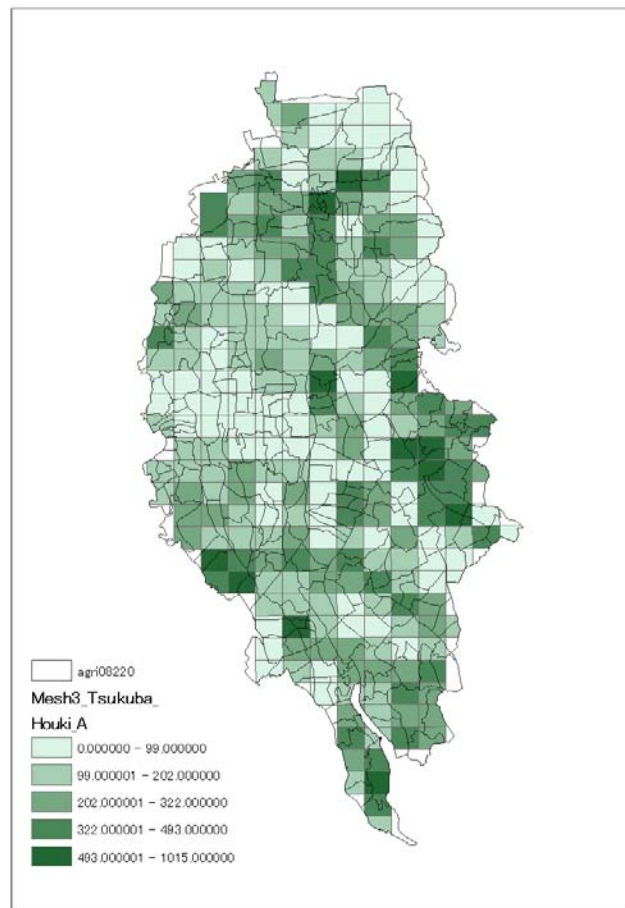 agri08220
Mesh3_Tsukuba_
Houki_A
0.000000 - 99.000000
99.000001 - 202.000000
202.000001 - 322.000000
322.000001 - 493.000000
493.000001 - 1015.000000